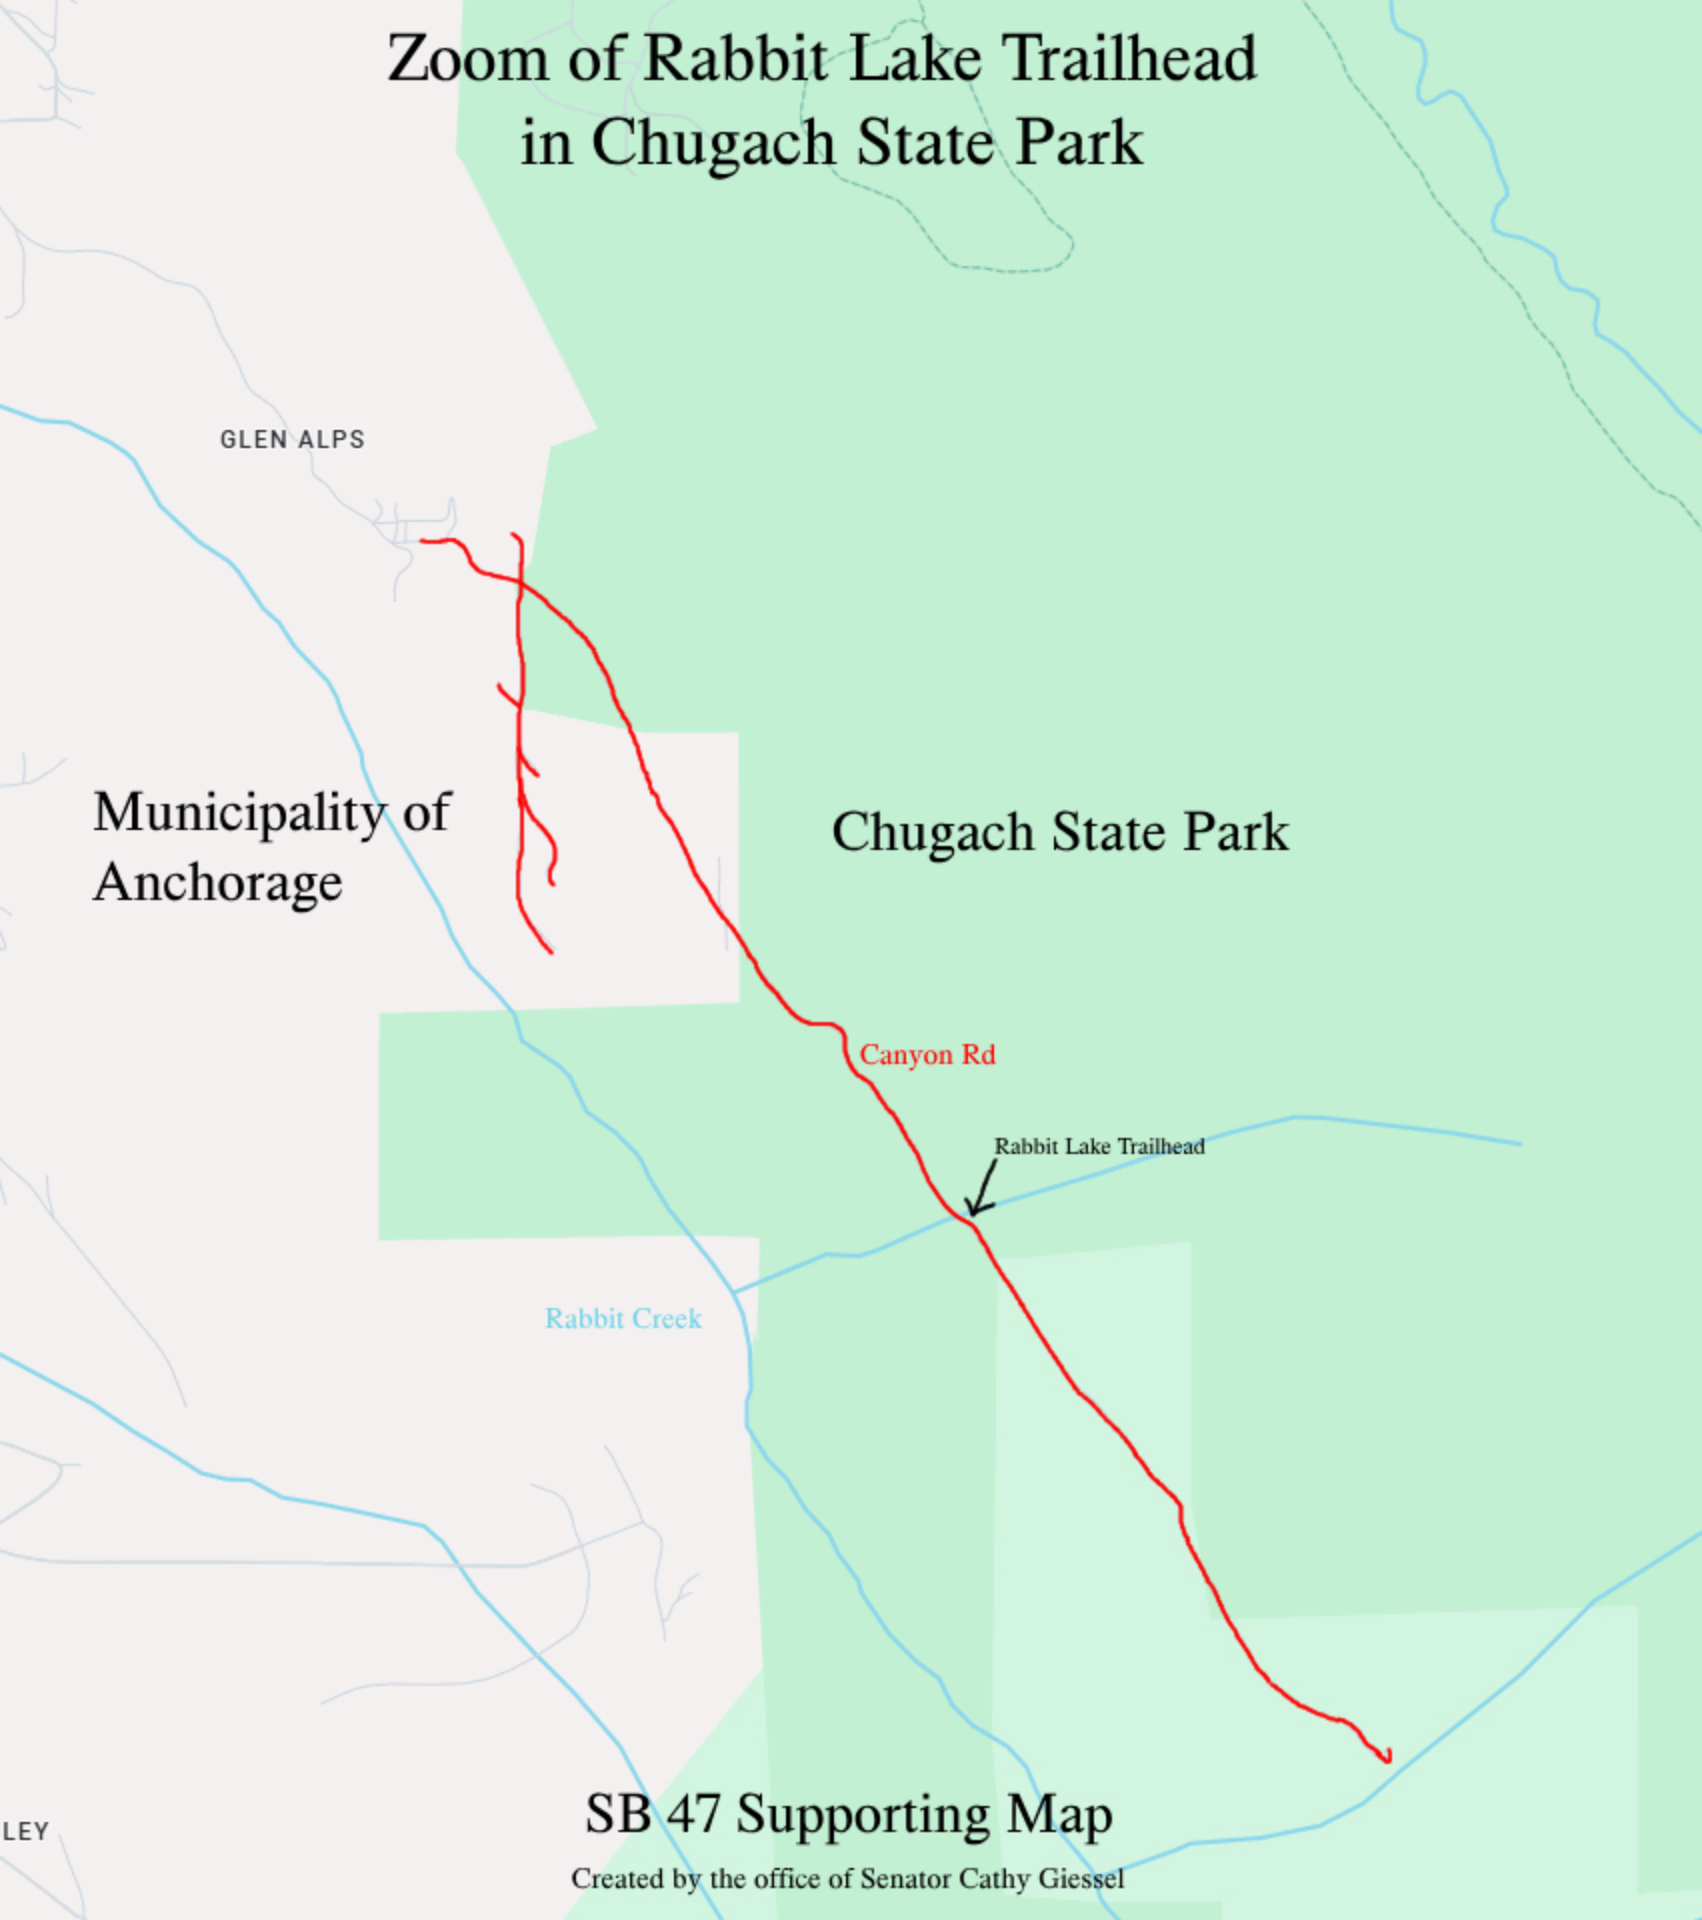 Zoom of Rabbit Lake Trailhead
in Chugach State Park
GLEN ALPS
Municipality of
Anchorage
Chugach State Park
Canyon Rd
Rabbit Lake Trailhead
Rabbit Creek
SB 47 Supporting Map
LEY
Created by the office of Senator Cathy Giessel